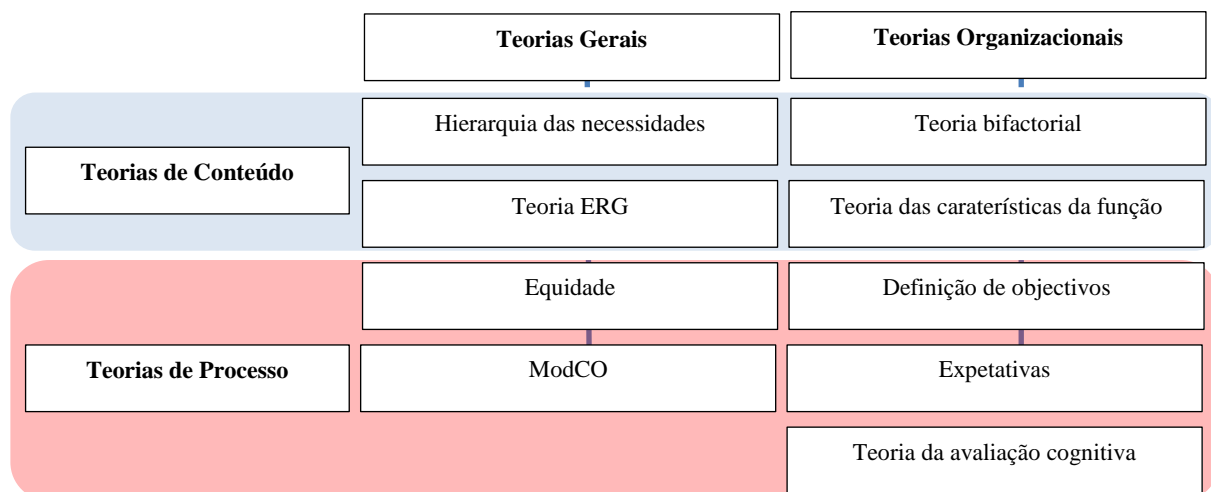 Teorias Gerais
Teorias Organizacionais
Teorias de Conteúdo
Hierarquia das necessidades
Teoria bifactorial
Teoria ERG
Teoria das caraterísticas da função
Teorias de Processo
Equidade
Definição de objectivos
ModCO
Expetativas
Teoria da avaliação cognitiva